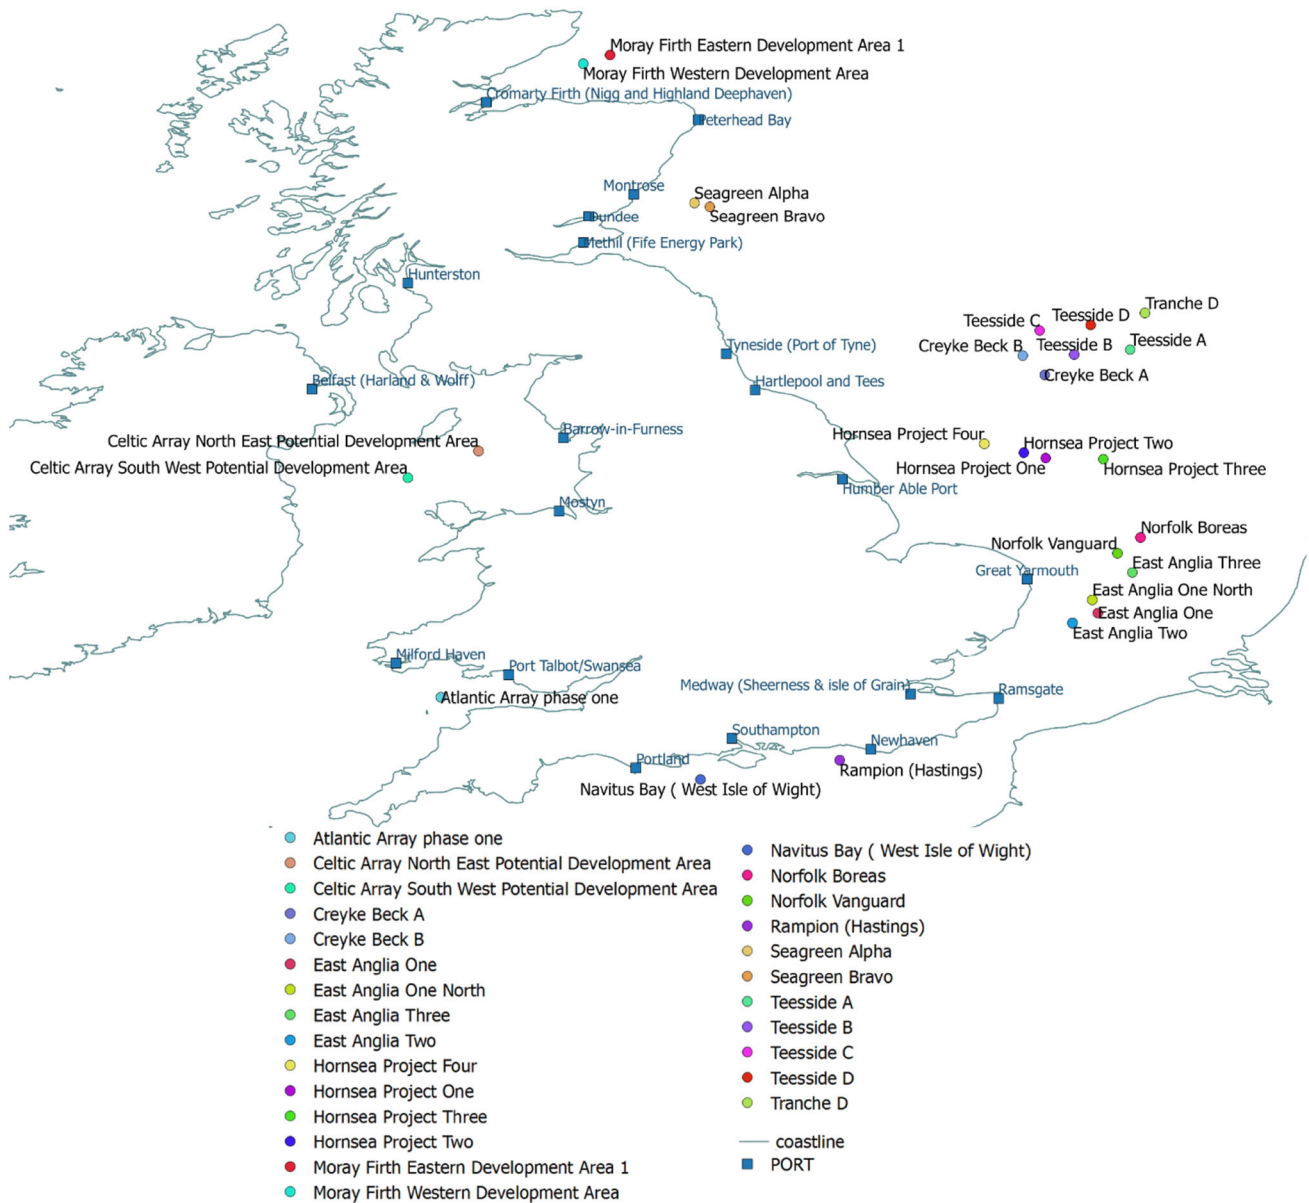 Moray Firth Eastern Development Area 1
Moray Firth Western Development Area
Cromarty Firth (Nigg and Highland Deephaven)
Peterhead Bay
Montrose
Seagreen Alpha
Dundee
Seagreen Bravo
Methil (Fife Energy Park)
Hunterston
Tranche D
Teesside C
Teesside D
Tyneside (Port of Tyne)
Creyke Beck B
Teesside B
Teesside A
Belfast (Harland & Wolff)
Hartlepool and Tees
Creyke Beck A
Barrow-in-Furness
Celtic Array North East Potential Development Area
Hornsea Project Four
Hornsea Project Two
Celtic Array South West Potential Development Area
Hornsea Project One
Hornsea Project Three
Humber Able Port
Mostyn
Norfolk Boreas
Norfolk Vanguard
East Anglia Three
Great Yarmouth
East Anglia One North
East Anglia One
East Anglia Two
Milford Haven
Port Talbot/Swansea
Medway (Sheerness & isle of Grain)
Ramsgate
Atlantic Array phase one
Southampton
Newhaven
Portland
Rampion (Hastings)
Navitus Bay ( West Isle of Wight)
Atlantic Array phase one
Celtic Array North East Potential Development Area
Celtic Array South West Potential Development Area
Creyke Beck A
Creyke Beck B
East Anglia One
East Anglia One North
East Anglia Three
East Anglia Two
Hornsea Project Four
Hornsea Project One
Hornsea Project Three
Hornsea Project Two
Moray Firth Eastern Development Area 1
Moray Firth Western Development Area
Navitus Bay ( West Isle of Wight)
Norfolk Boreas
Norfolk Vanguard
Rampion (Hastings)
Seagreen Alpha
Seagreen Bravo
Teesside A
Teesside B
Teesside C
Teesside D
Tranche D
coastline
PORT